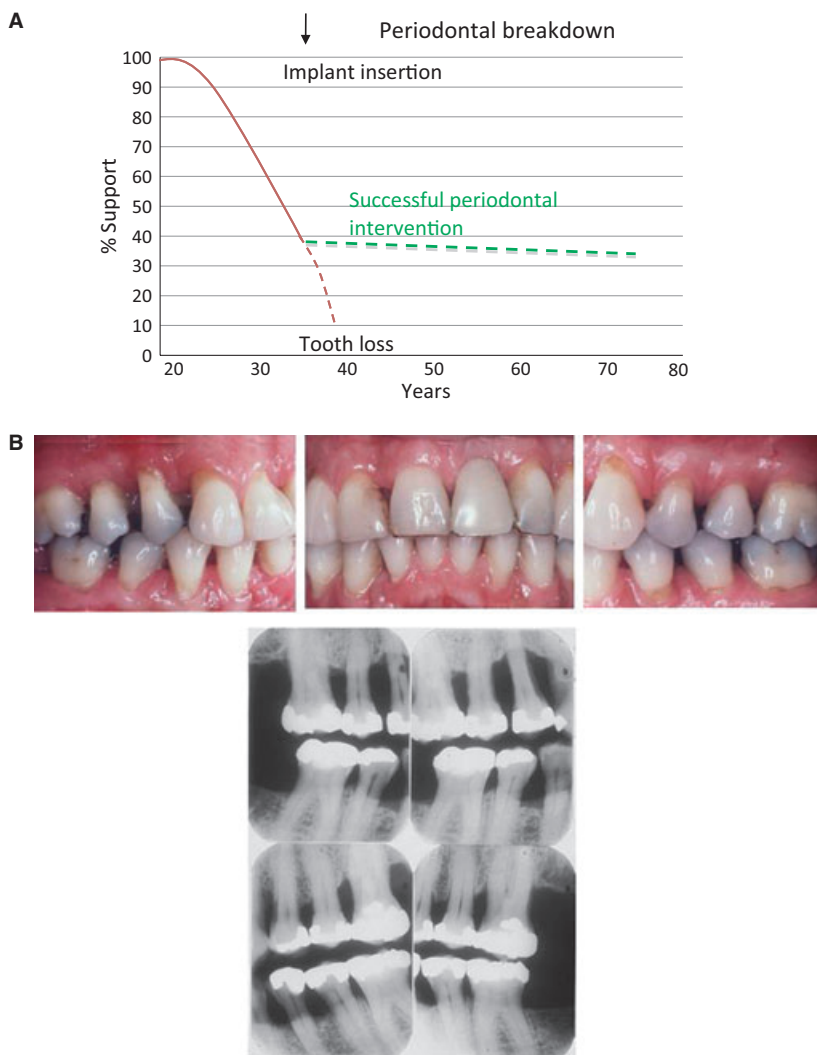 A
Periodontal breakdown
Implant insertion
100
90
80
70
60
50
40
30
20
10
0
% Support
Successful periodontal
intervention
Tooth loss
20 30 40 50 60 70 80
Years
B